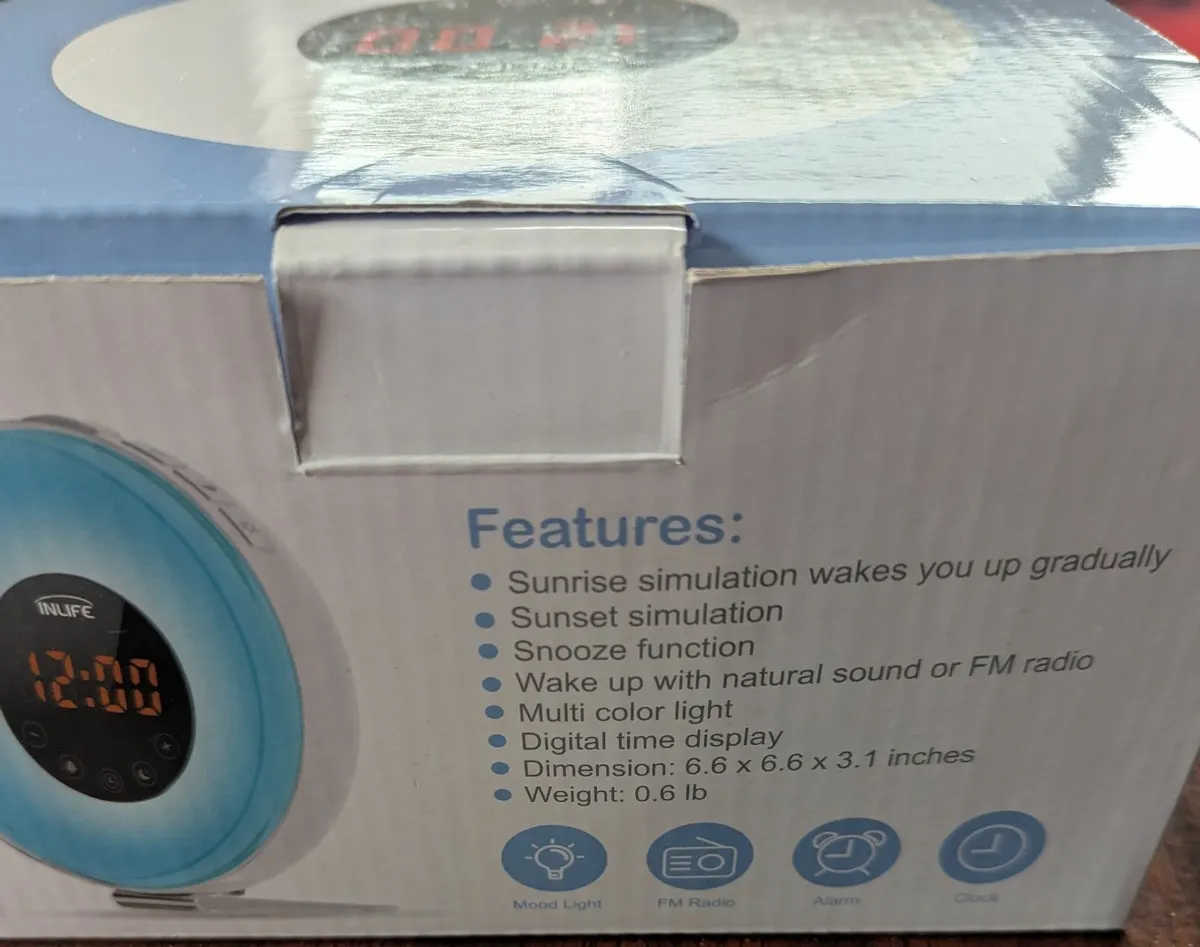 INLIFE
12:00
Features:
Sunrise simulation wakes you up gradually
Sunset simulation
Snooze function
Wake up with natural sound or FM radio
Multi color light
Digital time display
Dimension: 6.6 x 6.6 x 3.1 inches
Weight: 0.6 lb
Mood Light
FM Radio
Alarm
Clock